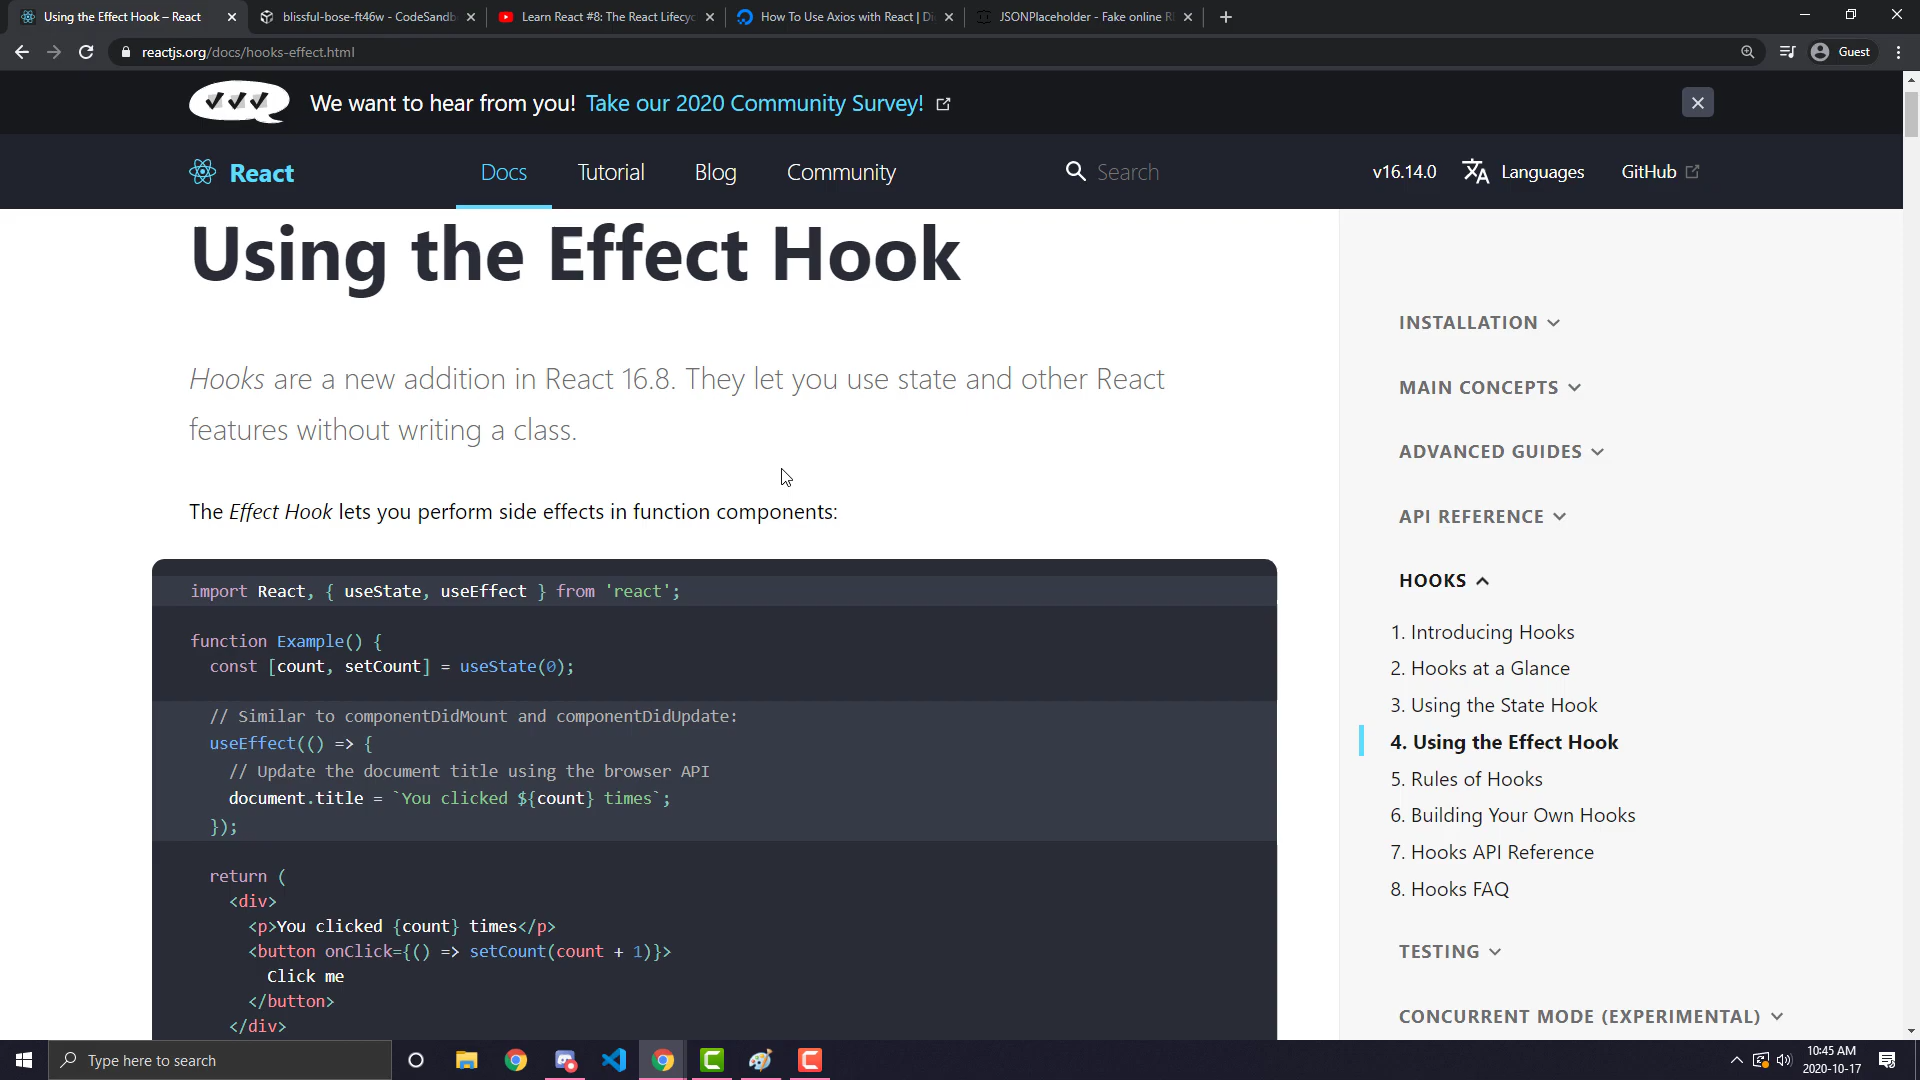 Using the Effect Hook – React
blissful-bose-ft46w - CodeSandb
Learn React #8: The React Lifecyc
How To Use Axios with React | Di
JSONPlaceholder - Fake online R
reactjs.org/docs/hooks-effect.html
Guest
We want to hear from you! Take our 2020 Community Survey!
React
Docs
Tutorial
Blog
Community
Search
v16.14.0
Languages
GitHub
Using the Effect Hook
Hooks are a new addition in React 16.8. They let you use state and other React
features without writing a class.
The Effect Hook lets you perform side effects in function components:
import React, { useState, useEffect } from 'react';
function Example() {
const [count, setCount] = useState(0);
// Similar to componentDidMount and componentDidUpdate:
useEffect(() => {
// Update the document title using the browser API
document.title = `You clicked ${count} times`;
});
return (
<div>
<p>You clicked {count} times</p>
<button onClick={() => setCount(count + 1)}>
Click me
</button>
</div>
INSTALLATION
MAIN CONCEPTS
ADVANCED GUIDES
API REFERENCE
HOOKS
1. Introducing Hooks
2. Hooks at a Glance
3. Using the State Hook
4. Using the Effect Hook
5. Rules of Hooks
6. Building Your Own Hooks
7. Hooks API Reference
8. Hooks FAQ
TESTING
CONCURRENT MODE (EXPERIMENTAL)
Type here to search
10:45 AM
2020-10-17